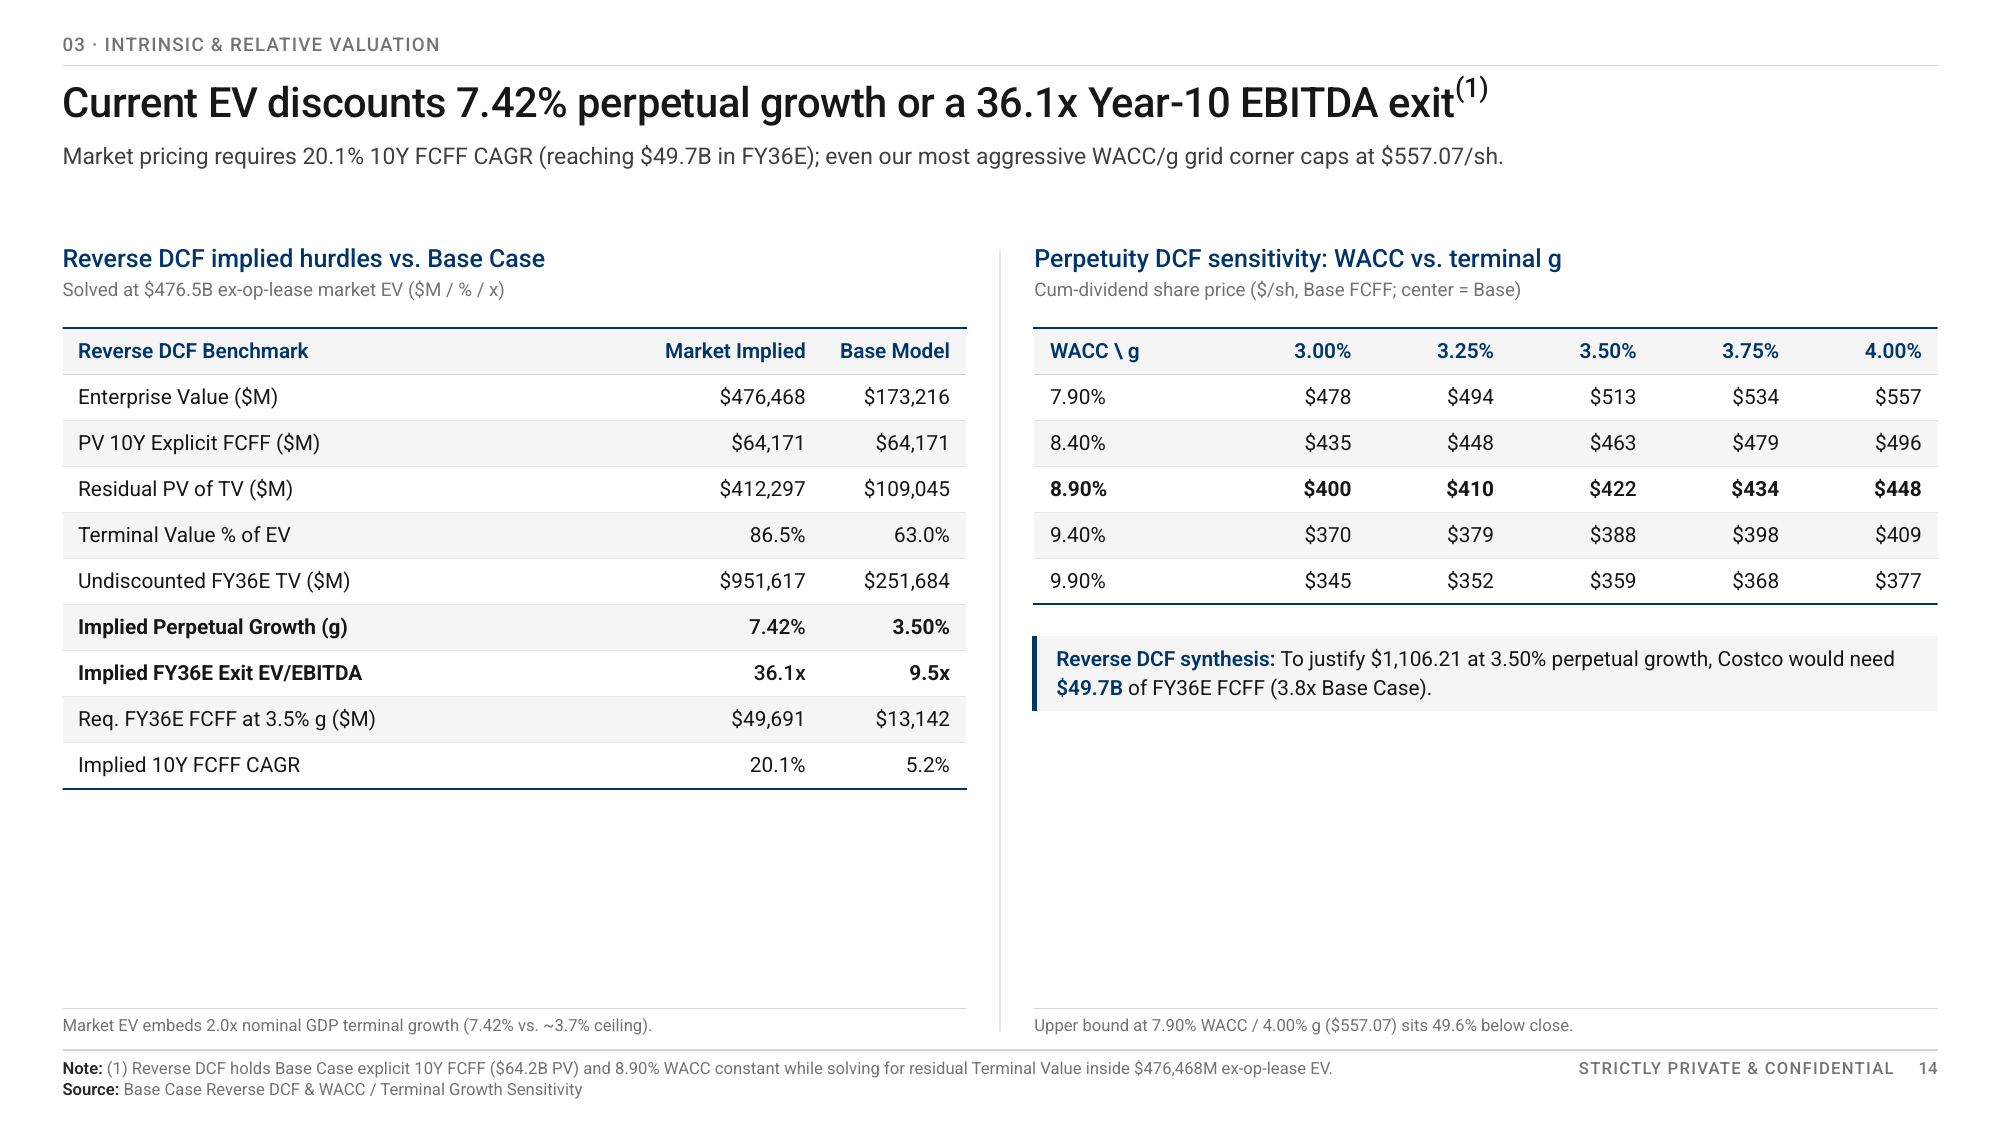 03 · INTRINSIC & RELATIVE VALUATION
Current EV discounts 7.42% perpetual growth or a 36.1x Year-10 EBITDA exit(1)
Market pricing requires 20.1% 10Y FCFF CAGR (reaching $49.7B in FY36E); even our most aggressive WACC/g grid corner caps at $557.07/sh.
Reverse DCF implied hurdles vs. Base Case
Solved at $476.5B ex-op-lease market EV ($M / % / x)
Reverse DCF Benchmark Market Implied Base Model
Enterprise Value ($M) $476,468 $173,216
PV 10Y Explicit FCFF ($M) $64,171 $64,171
Residual PV of TV ($M) $412,297 $109,045
Terminal Value % of EV 86.5% 63.0%
Undiscounted FY36E TV ($M) $951,617 $251,684
Implied Perpetual Growth (g) 7.42% 3.50%
Implied FY36E Exit EV/EBITDA 36.1x 9.5x
Req. FY36E FCFF at 3.5% g ($M) $49,691 $13,142
Implied 10Y FCFF CAGR 20.1% 5.2%
Market EV embeds 2.0x nominal GDP terminal growth (7.42% vs. ~3.7% ceiling).
Perpetuity DCF sensitivity: WACC vs. terminal g
Cum-dividend share price ($/sh, Base FCFF; center = Base)
WACC \ g 3.00% 3.25% 3.50% 3.75% 4.00%
7.90% $478 $494 $513 $534 $557
8.40% $435 $448 $463 $479 $496
8.90% $400 $410 $422 $434 $448
9.40% $370 $379 $388 $398 $409
9.90% $345 $352 $359 $368 $377
Reverse DCF synthesis: To justify $1,106.21 at 3.50% perpetual growth, Costco would need
$49.7B of FY36E FCFF (3.8x Base Case).
Upper bound at 7.90% WACC / 4.00% g ($557.07) sits 49.6% below close.
Note: (1) Reverse DCF holds Base Case explicit 10Y FCFF ($64.2B PV) and 8.90% WACC constant while solving for residual Terminal Value inside $476,468M ex-op-lease EV.
Source: Base Case Reverse DCF & WACC / Terminal Growth Sensitivity
STRICTLY PRIVATE & CONFIDENTIAL 14